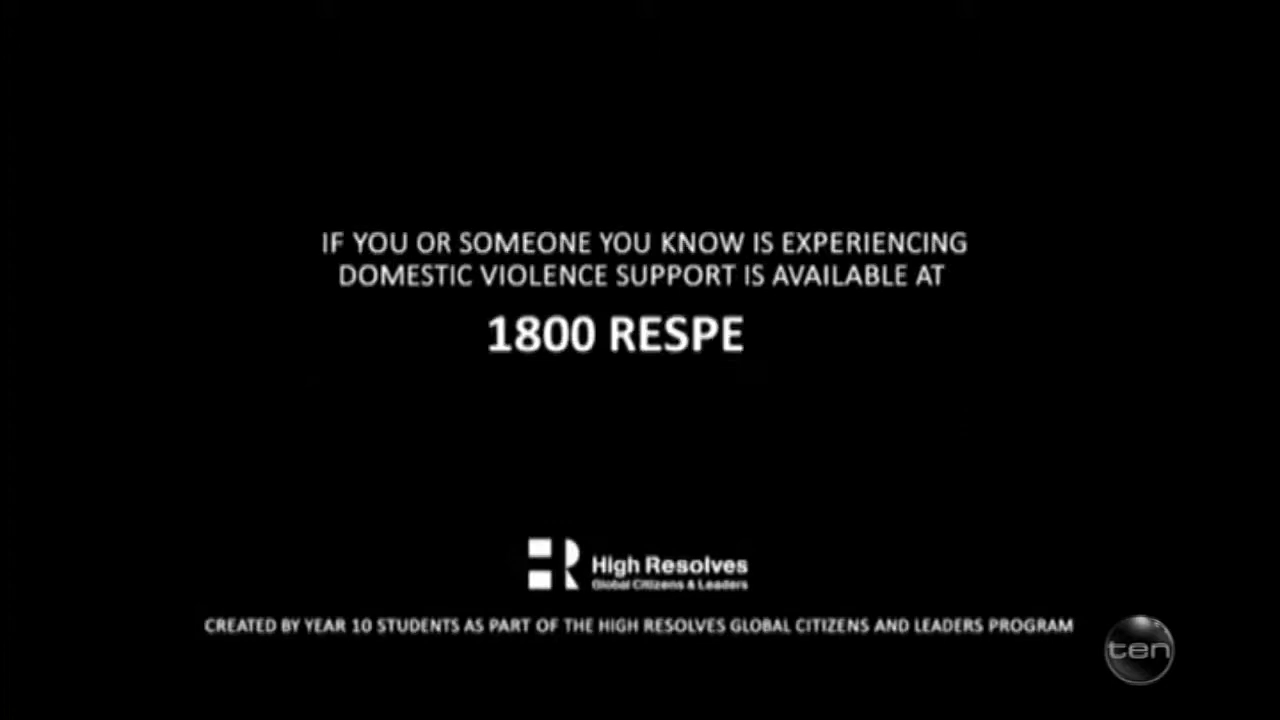 IF YOU OR SOMEONE YOU KNOW IS EXPERIENCING
DOMESTIC VIOLENCE SUPPORT IS AVAILABLE AT
1800 RESPE
High Resolves
Global Citizens & Leaders
CREATED BY YEAR 10 STUDENTS AS PART OF THE HIGH RESOLVES GLOBAL CITIZENS AND LEADERS PROGRAM
ten